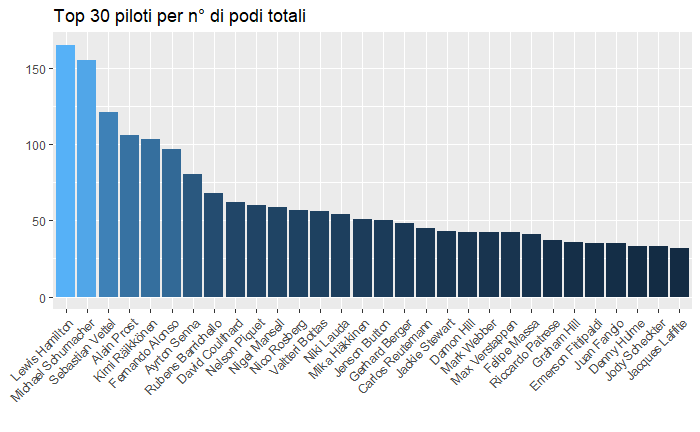 Top 30 piloti per n° di podi totali
150
100
50
0
Lewis Hamilton
Michael Schumacher
Sebastian Vettel
Alain Prost
Kimi Räikkönen
Fernando Alonso
Ayrton Senna
Rubens Barrichello
David Coulthard
Nelson Piquet
Nigel Mansell
Nico Rosberg
Valtteri Bottas
Niki Lauda
Mika Häkkinen
Jenson Button
Gerhard Berger
Carlos Reutemann
Jackie Stewart
Damon Hill
Mark Webber
Max Verstappen
Felipe Massa
Riccardo Patrese
Graham Hill
Emerson Fittipaldi
Juan Fangio
Denny Hulme
Jody Scheckter
Jacques Laffite